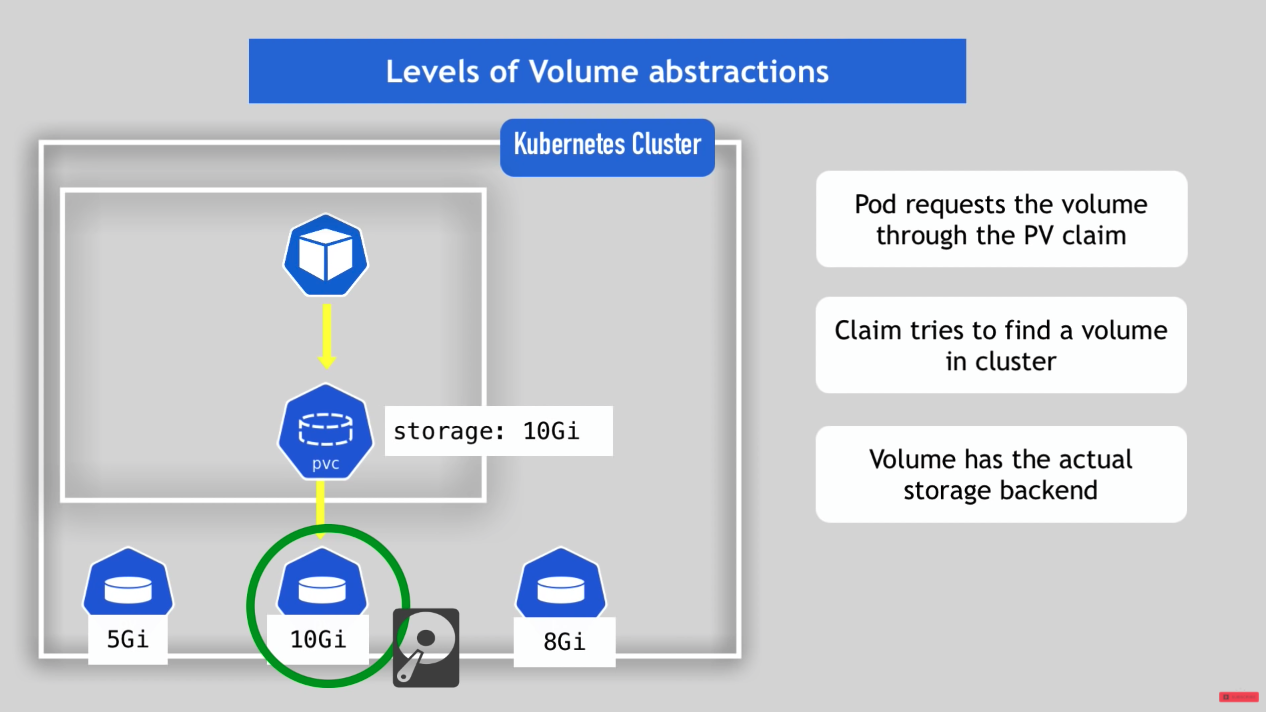 Levels of Volume abstractions
Kubernetes Cluster
Pod requests the volume
through the PV claim
Claim tries to find a volume
in cluster
storage: 10Gi
pvc
Volume has the actual
storage backend
5Gi
10Gi
8Gi